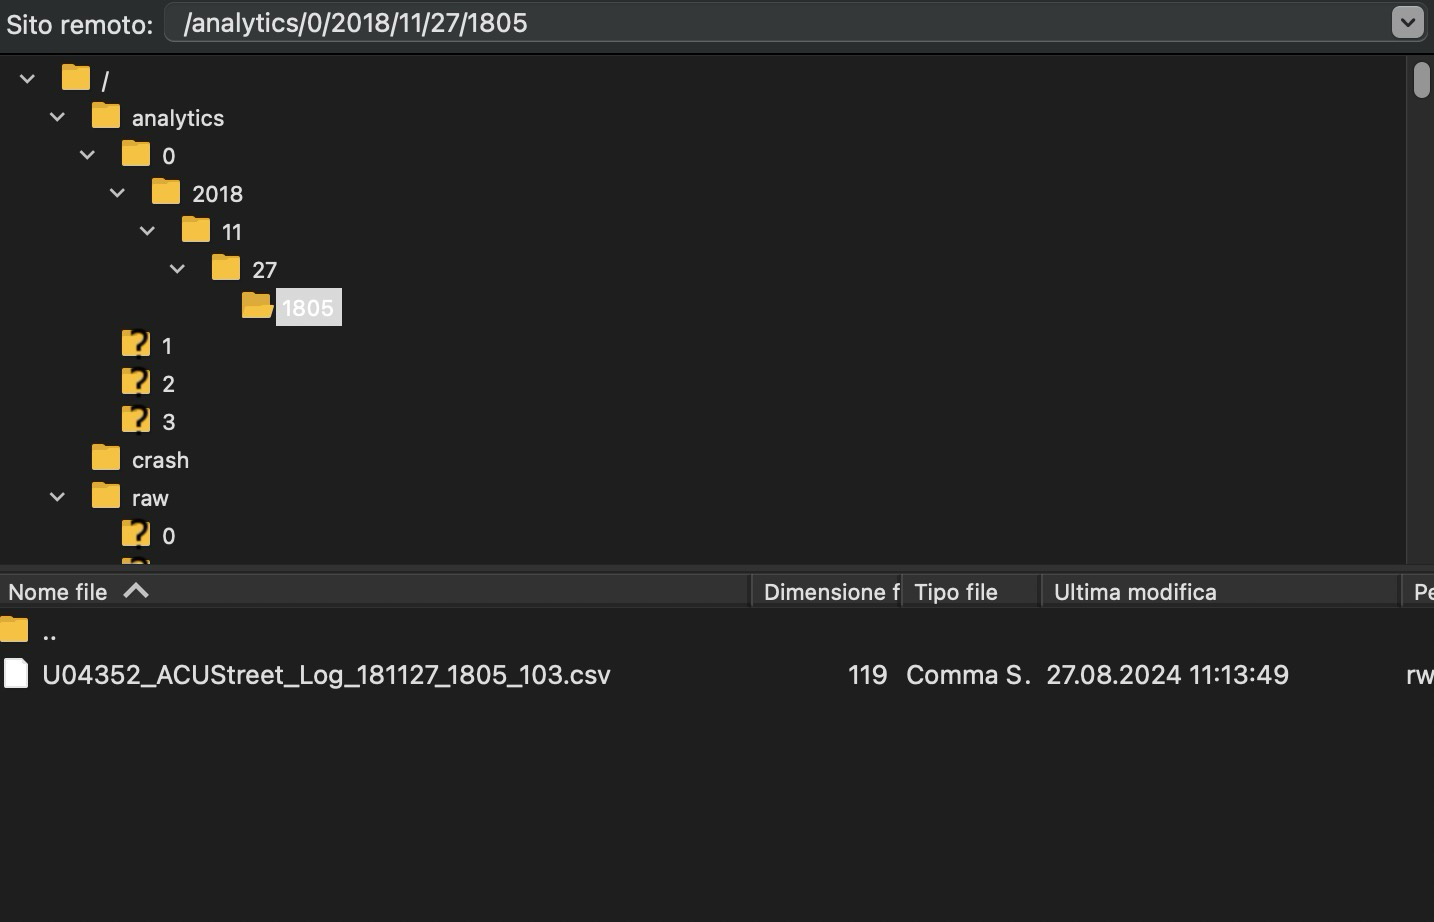 Sito remoto: /analytics/0/2018/11/27/1805
/
analytics
0
2018
11
27
1805
1
2
3
crash
raw
0
Nome file Dimensione f Tipo file Ultima modifica Pe
..
U04352_ACUStreet_Log_181127_1805_103.csv 119 Comma S. 27.08.2024 11:13:49 rw